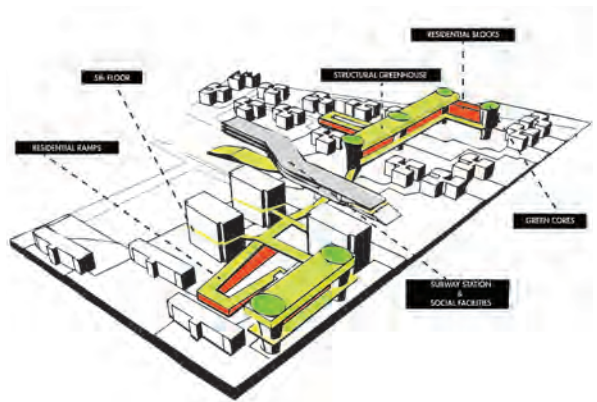 RESIDENTIAL BLOCKS
5th FLOOR
STRUCTURAL GREENHOUSE
RESIDENTIAL RAMPS
GREEN CORES
SUBWAY STATION
&
SOCIAL FACILITIES